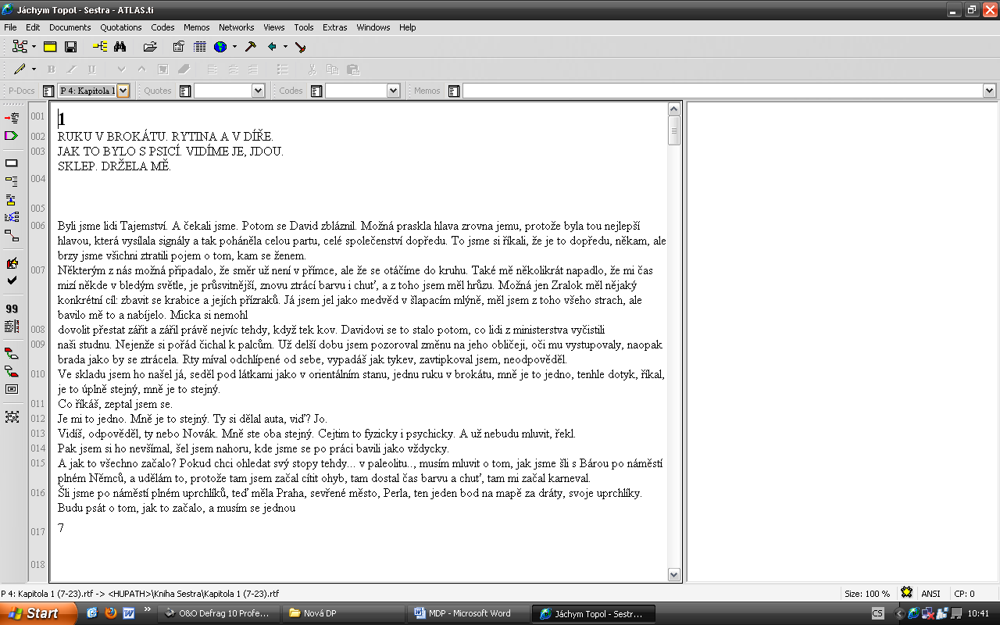 Jáchym Topol - Sestra - ATLAS.ti
File Edit Documents Quotations Codes Memos Networks Views Tools Extras Windows Help
B I U
P-Docs P 4: Kapitola 1 Quotes Codes Memos
001 1
002 RUKU V BROKÁTU. RYTINA A V DÍŘE.
003 JAK TO BYLO S PSICÍ. VIDÍME JE, JDOU.
SKLEP. DRŽELA MĚ.
004
005
006 Byli jsme lidi Tajemství. A čekali jsme. Potom se David zbláznil. Možná praskla hlava zrovna jemu, protože byla tou nejlepší
hlavou, která vysílala signály a tak poháněla celou partu, celé společenství dopředu. To jsme si říkali, že je to dopředu, někam, ale
brzy jsme všichni ztratili pojem o tom, kam se ženem.
007 Některým z nás možná připadalo, že směr už není v přímce, ale že se otáčíme do kruhu. Také mě několikrát napadlo, že mi čas
mizí někde v bledým světle, je průsvitnější, znovu ztrácí barvu i chuť, a z toho jsem měl hrůzu. Možná jen Zralok měl nějaký
konkrétní cíl: zbavit se krabice a jejích přízraků. Já jsem jel jako medvěd v šlapacím mlýně, měl jsem z toho všeho strach, ale
bavilo mě to a nabíjelo. Micka si nemohl
008 dovolit přestat zářit a zářil právě nejvíc tehdy, když tek kov. Davidovi se to stalo potom, co lidi z ministerstva vyčistili
009 naši studnu. Nejenže si pořád čichal k palcům. Už delší dobu jsem pozoroval změnu na jeho obličeji, oči mu vystupovaly, naopak
brada jako by se ztrácela. Rty míval odchlípené od sebe, vypadáš jak tykev, zavtipkoval jsem, neodpověděl.
010 Ve skladu jsem ho našel já, seděl pod látkami jako v orientálním stanu, jednu ruku v brokátu, mně je to jedno, tenhle dotyk, říkal,
je to úplně stejný, mně je to stejný.
011 Co říkáš, zeptal jsem se.
012 Je mi to jedno. Mně je to stejný. Ty si dělal auta, viď? Jo.
013 Vidíš, odpověděl, ty nebo Novák. Mně ste oba stejný. Cejtim to fyzicky i psychicky. A už nebudu mluvit, řekl.
014 Pak jsem si ho nevšímal, šel jsem nahoru, kde jsme se po práci bavili jako vždycky.
015 A jak to všechno začalo? Pokud chci ohledat svý stopy tehdy... v paleolitu.., musím mluvit o tom, jak jsme šli s Bárou po náměstí
plném Němců, a udělám to, protože tam jsem začal cítit ohyb, tam dostal čas barvu a chuť, tam mi začal karneval.
016 Šli jsme po náměstí plném uprchlíků, teď měla Praha, sevřené město, Perla, ten jeden bod na mapě za dráty, svoje uprchlíky.
Budu psát o tom, jak to začalo, a musím se jednou
017 7
018
99
P 4: Kapitola 1 (7-23).rtf -> <HUPATH>\Kniha Sestra\Kapitola 1 (7-23).rtf Size: 100 % ANSI CP: 0
Start O&O Defrag 10 Profe... Nová DP MDP - Microsoft Word Jáchym Topol - Sestr... CS 10:41